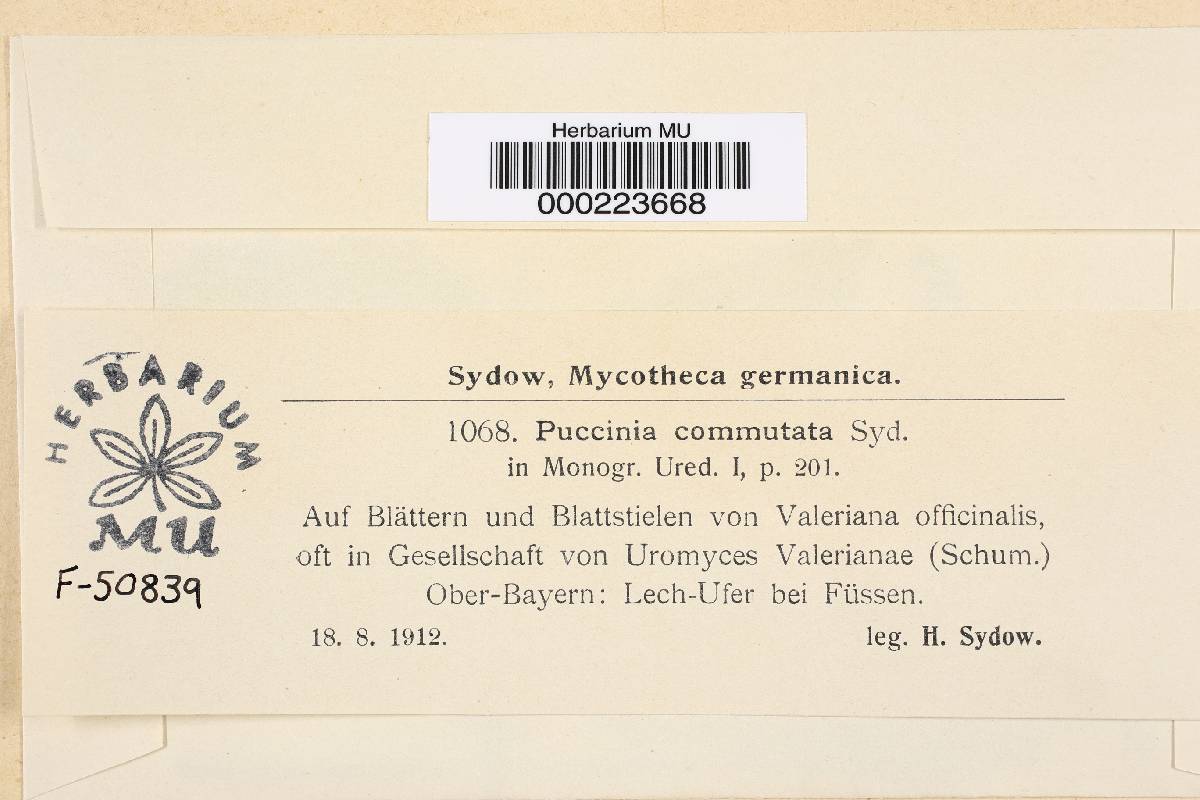 Herbarium MU
000223668
HERBARIUM
MU
F-50839
Sydow, Mycotheca germanica.
1068. Puccinia commutata Syd.
in Monogr. Ured. I, p. 201.
Auf Blättern und Blattstielen von Valeriana officinalis,
oft in Gesellschaft von Uromyces Valerianae (Schum.)
Ober-Bayern: Lech-Ufer bei Füssen.
18. 8. 1912. leg. H. Sydow.